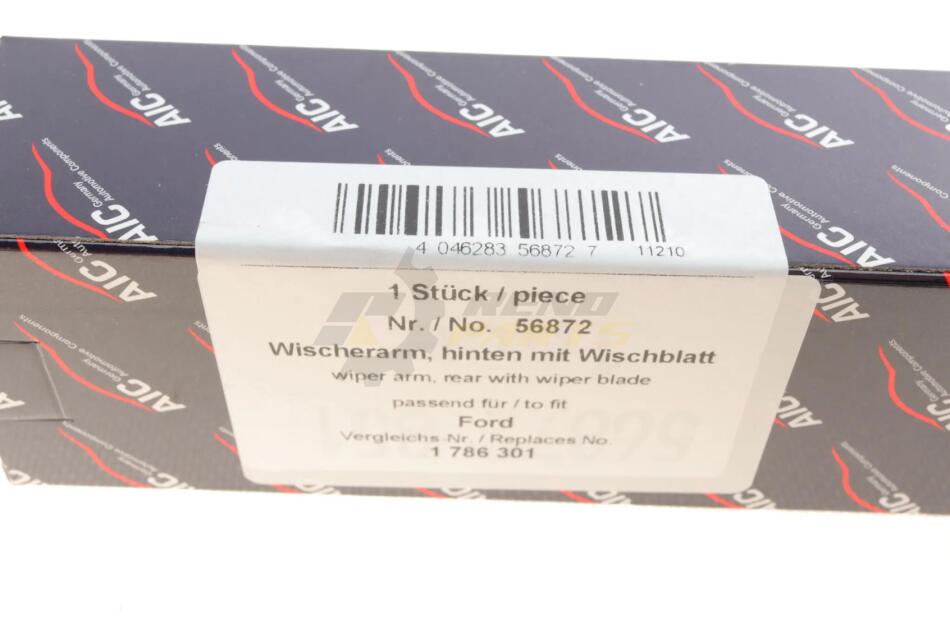 AIC
Germany
Automotive Components
4 046283 56872 7 11210
1 Stück / piece
Nr. / No. 56872
Wischerarm, hinten mit Wischblatt
wiper arm, rear with wiper blade
passend für / to fit
Ford
Vergleichs-Nr. / Replaces No.
1 786 301